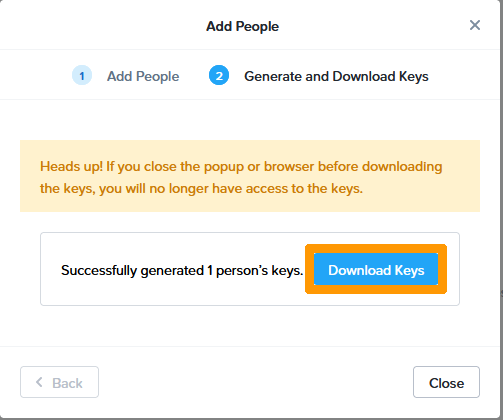 Add People
1 Add People 2 Generate and Download Keys
Heads up! If you close the popup or browser before downloading
the keys, you will no longer have access to the keys.
Successfully generated 1 person's keys. Download Keys
Back Close